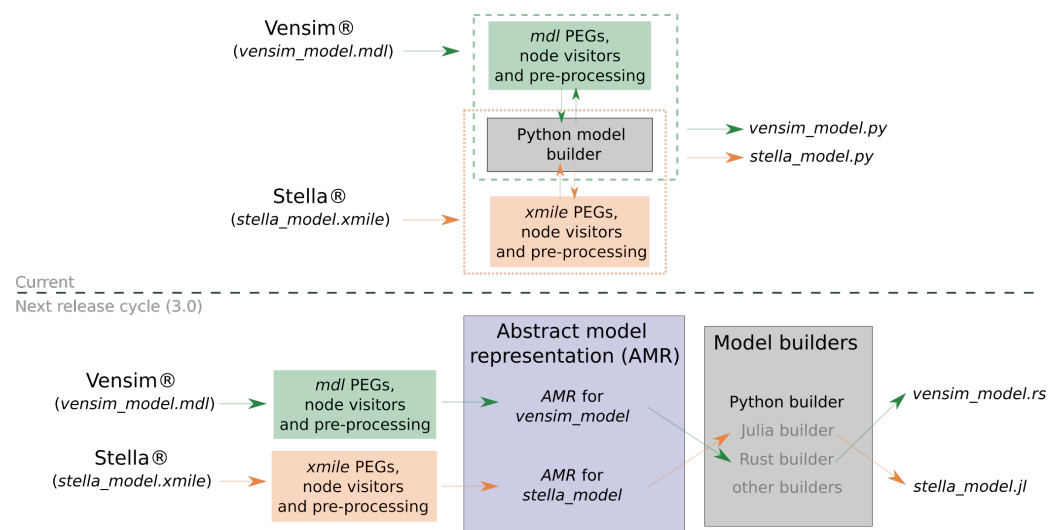 Vensim®
(vensim_model.mdl)
mdl PEGs,
node visitors
and pre-processing
Python model
builder
vensim_model.py
stella_model.py
Stella®
(stella_model.xmile)
xmile PEGs,
node visitors
and pre-processing
Current
Next release cycle (3.0)
Abstract model
representation (AMR)
Model builders
Vensim®
(vensim_model.mdl)
mdl PEGs,
node visitors
and pre-processing
AMR for
vensim_model
Python builder
Julia builder
Rust builder
other builders
vensim_model.rs
Stella®
(stella_model.xmile)
xmile PEGs,
node visitors
and pre-processing
AMR for
stella_model
stella_model.jl